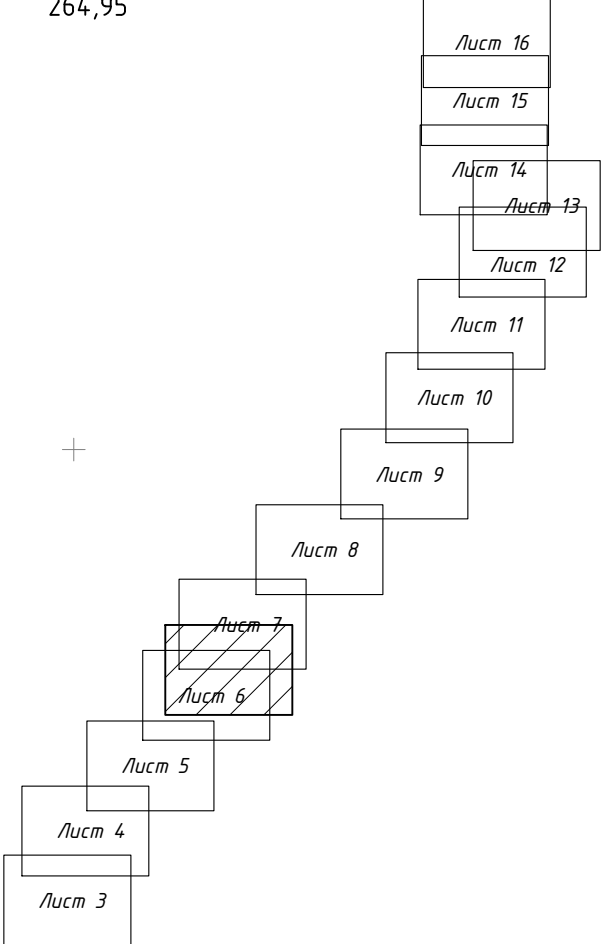 264,95
Лист 16
Лист 15
Лист 14
Лист 13
Лист 12
Лист 11
Лист 10
Лист 9
Лист 8
Лист 7
Лист 6
Лист 5
Лист 4
Лист 3